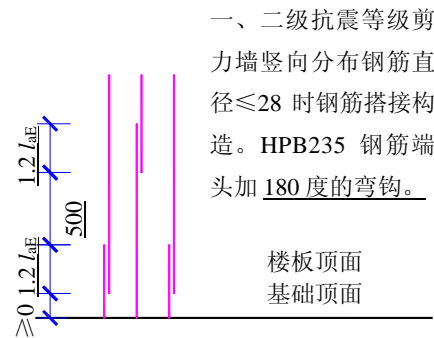 一、二级抗震等级剪
力墙竖向分布钢筋直
径≤28 时钢筋搭接构
造。HPB235 钢筋端
头加 180 度的弯钩。
1.2 laE
500
1.2 laE
≥0
楼板顶面
基础顶面